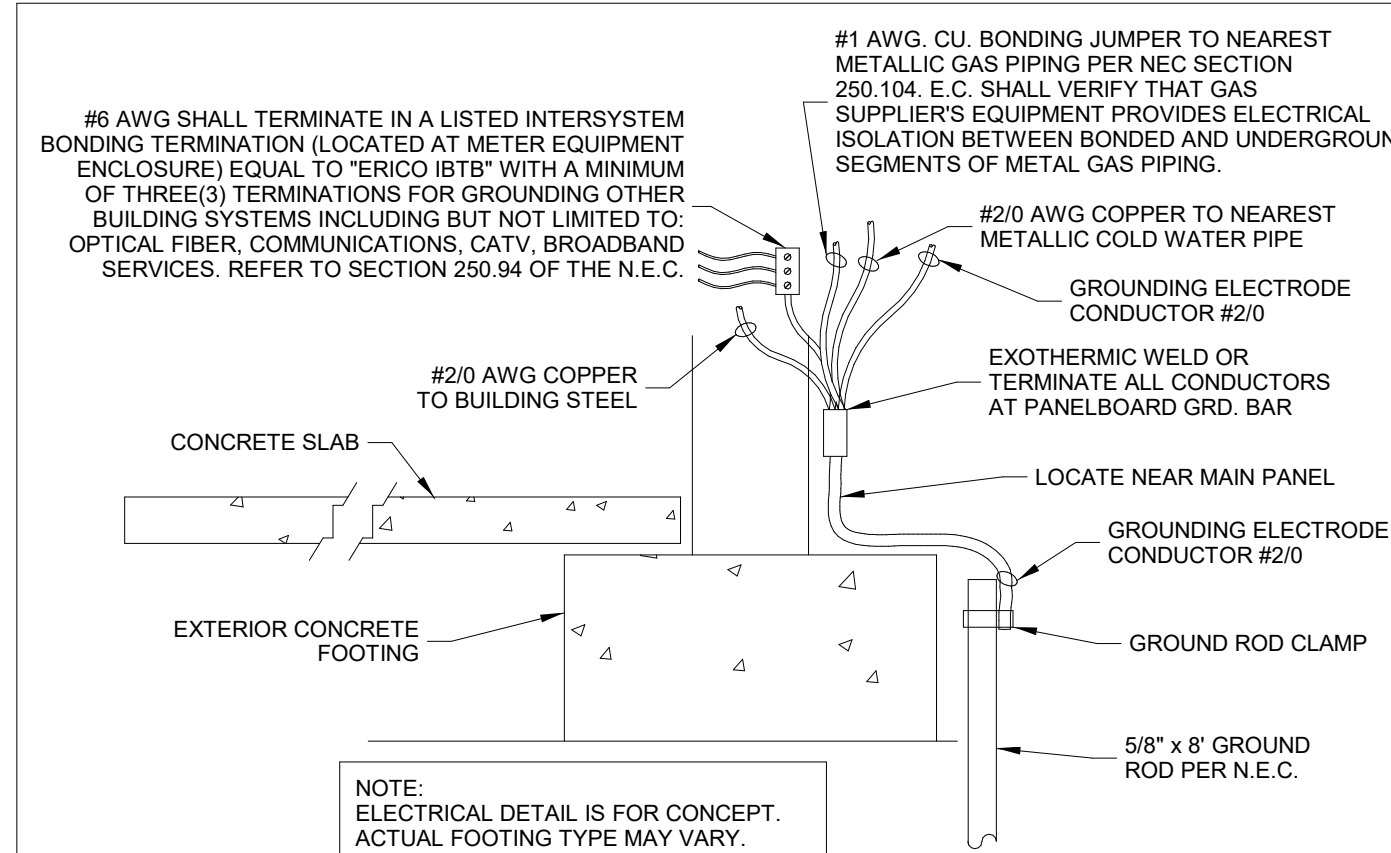 #6 AWG SHALL TERMINATE IN A LISTED INTERSYSTEM
BONDING TERMINATION (LOCATED AT METER EQUIPMENT
ENCLOSURE) EQUAL TO "ERICO IBTB" WITH A MINIMUM
OF THREE(3) TERMINATIONS FOR GROUNDING OTHER
BUILDING SYSTEMS INCLUDING BUT NOT LIMITED TO:
OPTICAL FIBER, COMMUNICATIONS, CATV, BROADBAND
SERVICES. REFER TO SECTION 250.94 OF THE N.E.C.
#1 AWG. CU. BONDING JUMPER TO NEAREST
METALLIC GAS PIPING PER NEC SECTION
250.104. E.C. SHALL VERIFY THAT GAS
SUPPLIER'S EQUIPMENT PROVIDES ELECTRICAL
ISOLATION BETWEEN BONDED AND UNDERGROUN
SEGMENTS OF METAL GAS PIPING.
#2/0 AWG COPPER TO NEAREST
METALLIC COLD WATER PIPE
GROUNDING ELECTRODE
CONDUCTOR #2/0
#2/0 AWG COPPER
TO BUILDING STEEL
EXOTHERMIC WELD OR
TERMINATE ALL CONDUCTORS
AT PANELBOARD GRD. BAR
CONCRETE SLAB
LOCATE NEAR MAIN PANEL
GROUNDING ELECTRODE
CONDUCTOR #2/0
EXTERIOR CONCRETE
FOOTING
GROUND ROD CLAMP
5/8" x 8' GROUND
ROD PER N.E.C.
NOTE:
ELECTRICAL DETAIL IS FOR CONCEPT.
ACTUAL FOOTING TYPE MAY VARY.